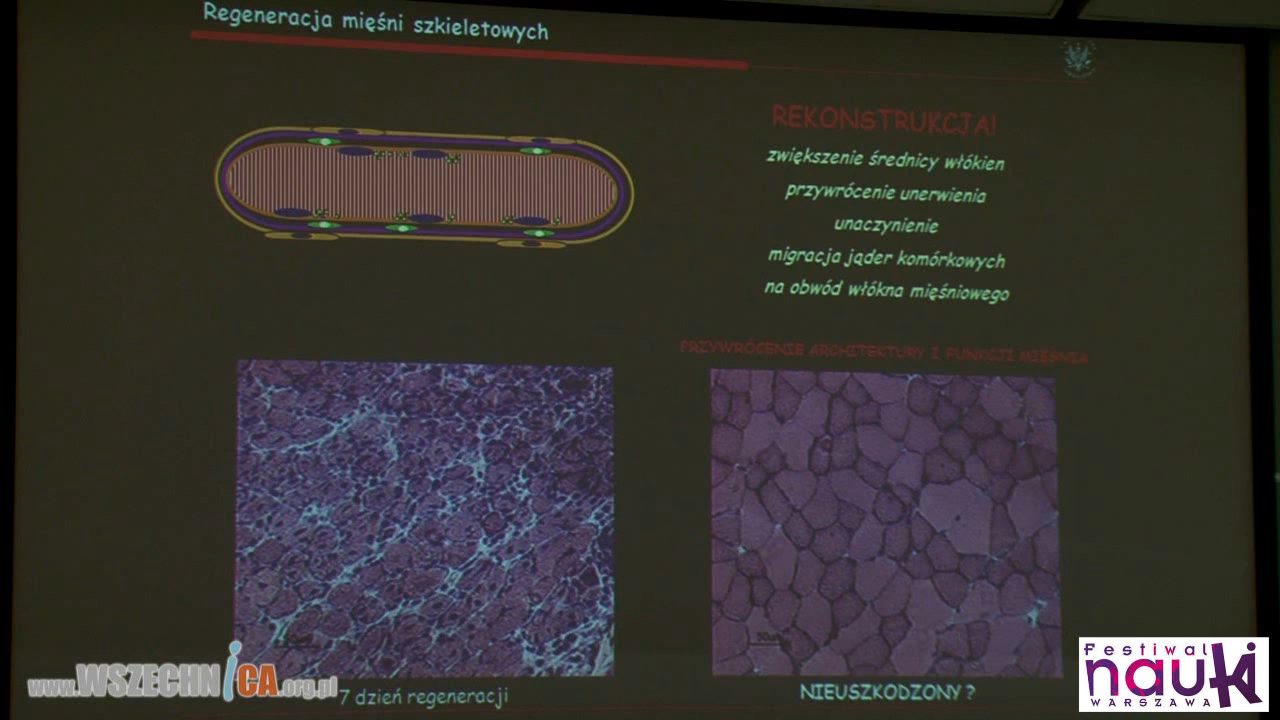 Regeneracja mięśni szkieletowych
REKONSTRUKCJA!
zwiększenie średnicy włókien
przywrócenie unerwienia
unaczynienie
migracja jąder komórkowych
na obwód włókna mięśniowego
PRZYWRÓCENIE ARCHITEKTURY I FUNKCJI MIĘŚNIA
7 dzień regeneracji
NIEUSZKODZONY ?
www.WSZECHNICA.org.pl
Festiwal
nauki
WARSZAWA